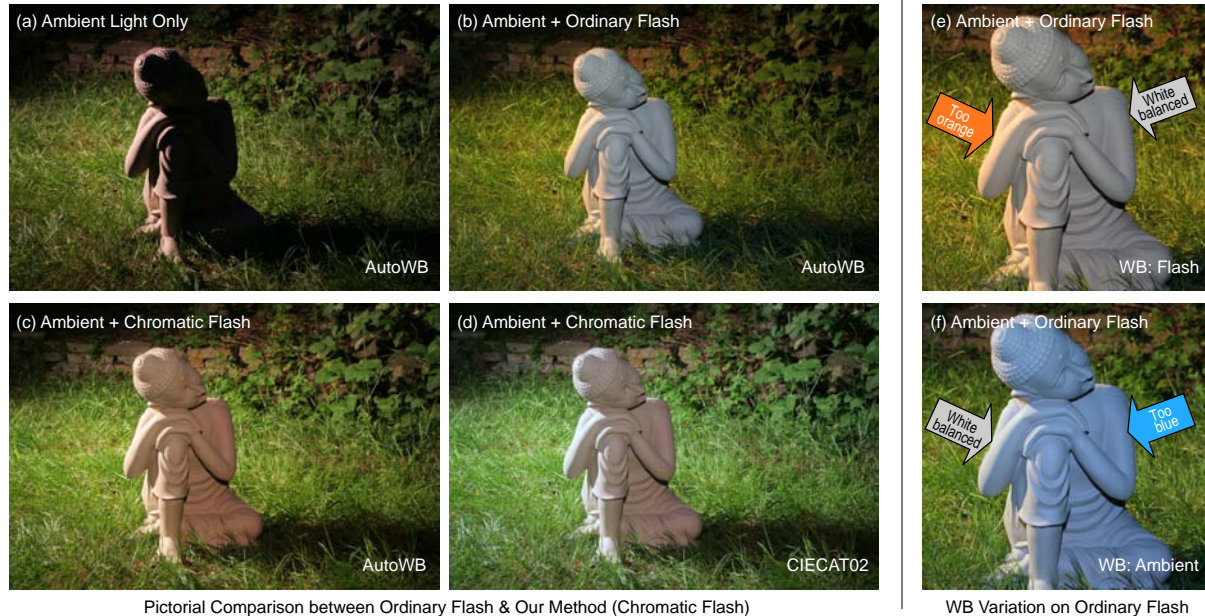 (a) Ambient Light Only
AutoWB
(b) Ambient + Ordinary Flash
AutoWB
(c) Ambient + Chromatic Flash
AutoWB
(d) Ambient + Chromatic Flash
CIECAT02
Pictorial Comparison between Ordinary Flash & Our Method (Chromatic Flash)
(e) Ambient + Ordinary Flash
Too
orange
White
balanced
WB: Flash
(f) Ambient + Ordinary Flash
White
balanced
Too
blue
WB: Ambient
WB Variation on Ordinary Flash